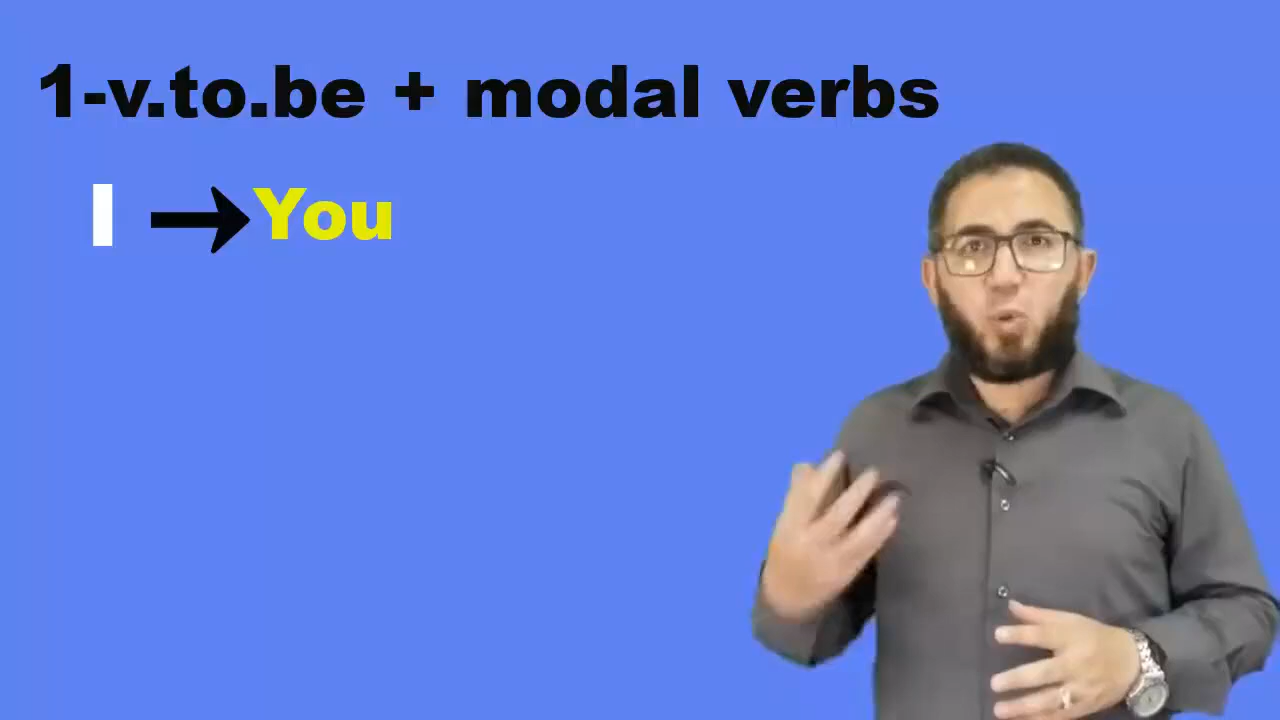 1-v.to.be + modal verbs
I → You